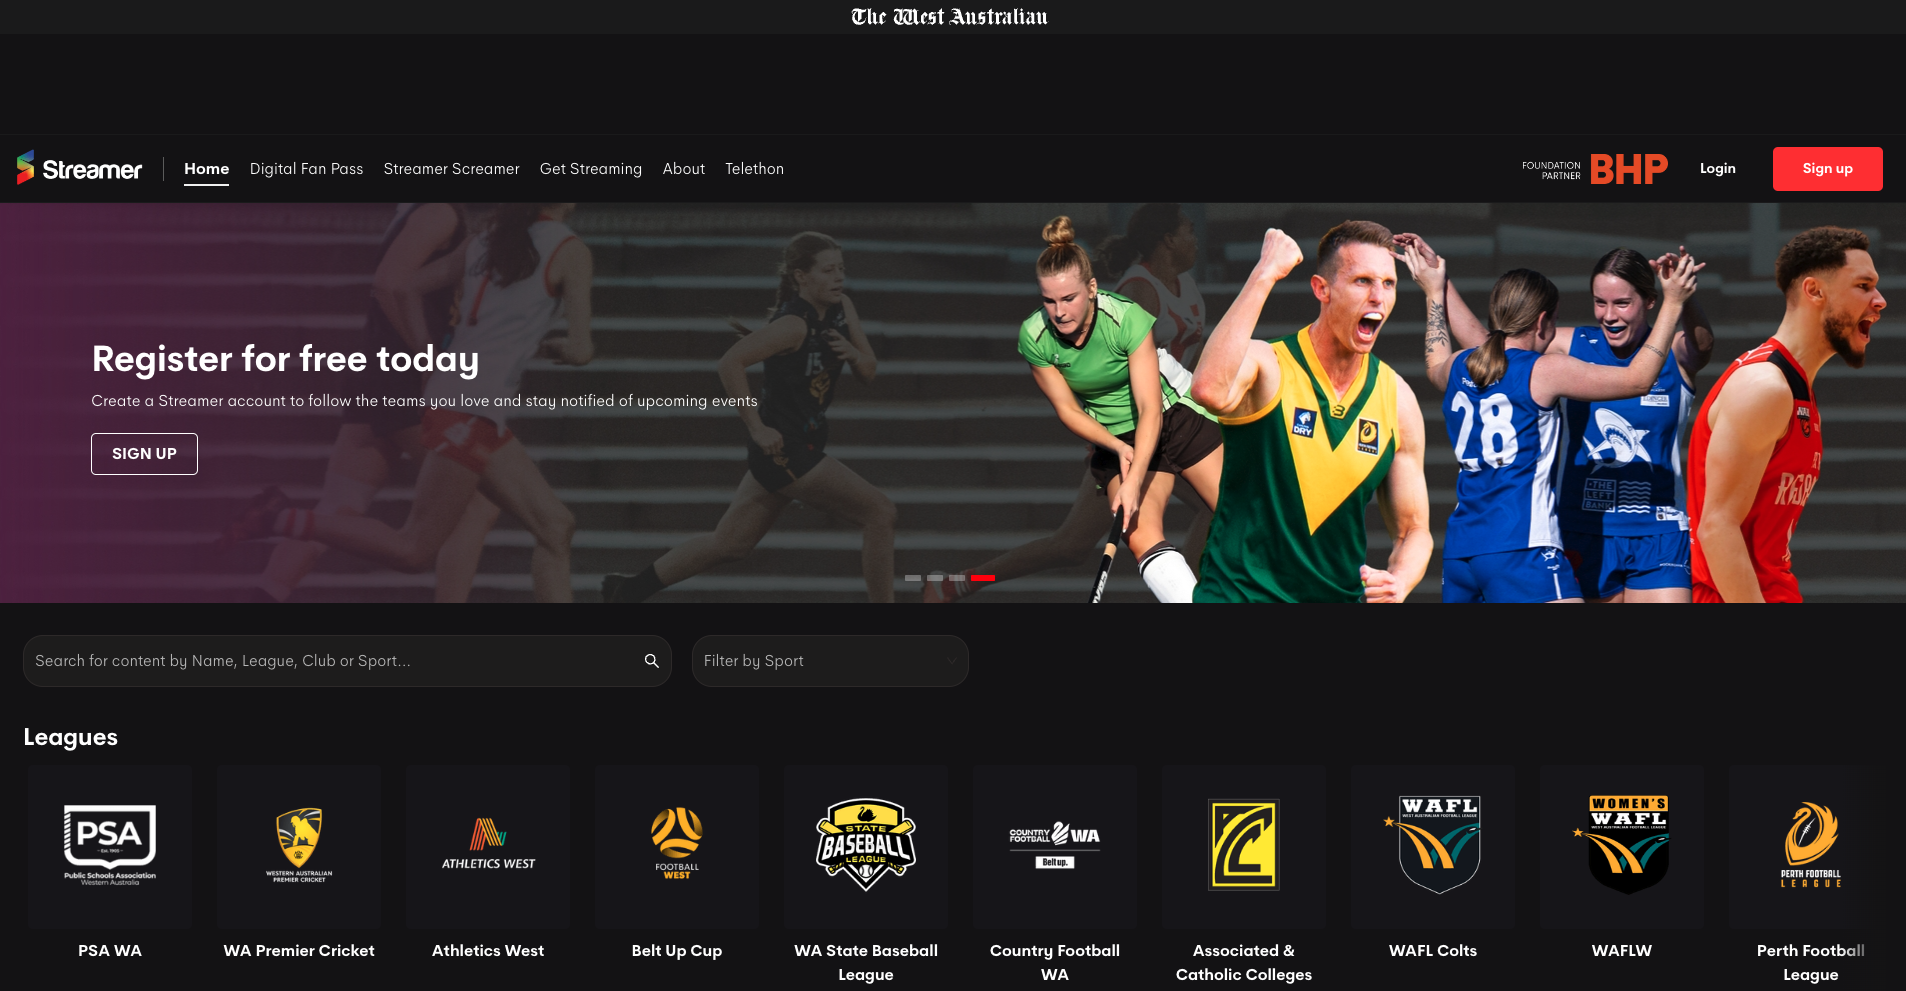 The West Australian
Streamer
Home
Digital Fan Pass
Streamer Screamer
Get Streaming
About
Telethon
FOUNDATION
PARTNER
BHP
Login
Sign up
Register for free today
Create a Streamer account to follow the teams you love and stay notified of upcoming events
SIGN UP
15
DRY
28
THE
LEFT
BANK
Search for content by Name, League, Club or Sport...
Filter by Sport
Leagues
PSA
Est. 1905
Public Schools Association
Western Australia
WESTERN AUSTRALIAN
PREMIER CRICKET
ATHLETICS WEST
FOOTBALL
WEST
STATE
BASEBALL
LEAGUE
COUNTRY
FOOTBALL
WA
Belt up.
WAFL
WEST AUSTRALIAN FOOTBALL LEAGUE
WOMEN'S
WAFL
WEST AUSTRALIAN FOOTBALL LEAGUE
PERTH FOOTBALL
LEAGUE
PSA WA
WA Premier Cricket
Athletics West
Belt Up Cup
WA State Baseball
League
Country Football
WA
Associated &
Catholic Colleges
WAFL Colts
WAFLW
Perth Football
League